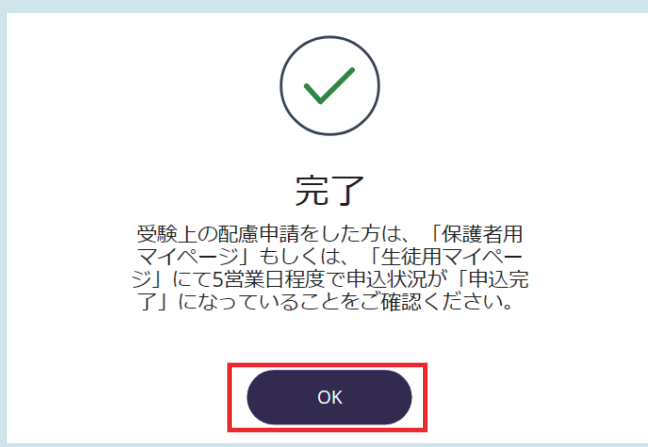 完了
受験上の配慮申請をした方は、「保護者用
マイページ」もしくは、「生徒用マイペー
ジ」にて5営業日程度で申込状況が「申込完
了」になっていることをご確認ください。
OK